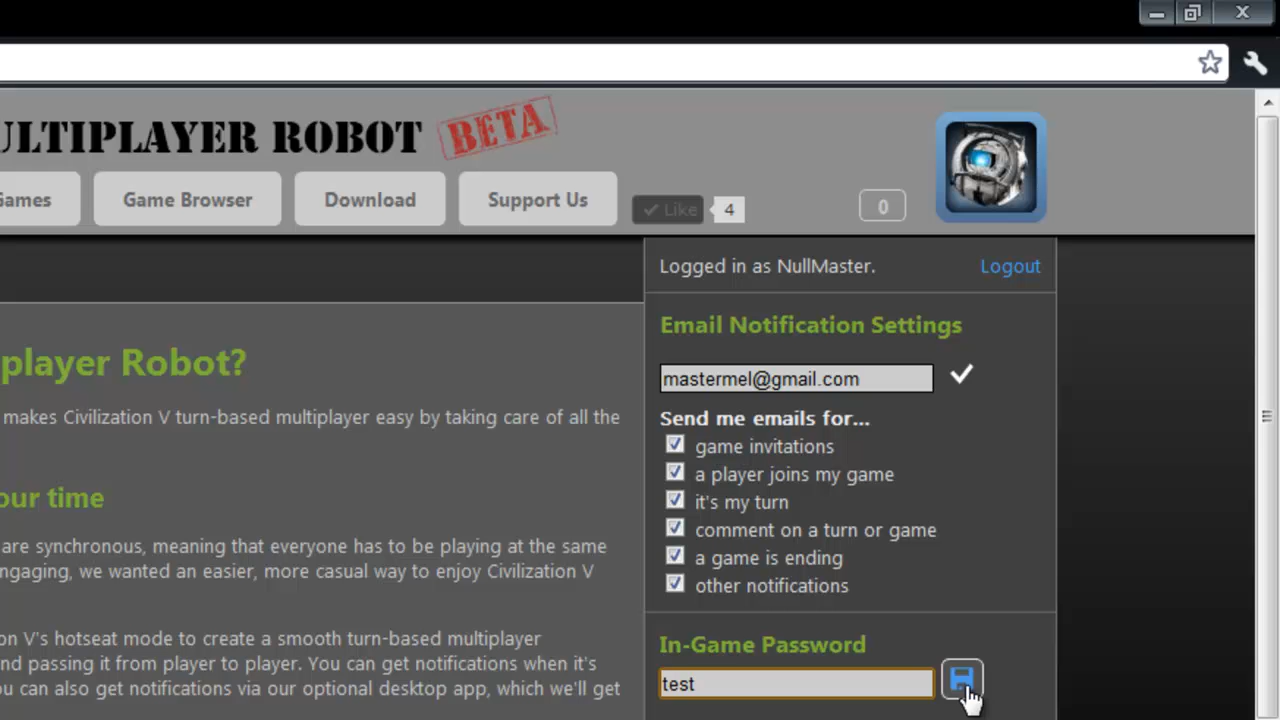 ULTIPLAYER ROBOT BETA
Games Game Browser Download Support Us Like 4 0
Logged in as NullMaster. Logout
Email Notification Settings
player Robot?
mastermel@gmail.com
makes Civilization V turn-based multiplayer easy by taking care of all the
Send me emails for...
game invitations
a player joins my game
our time
it's my turn
comment on a turn or game
are synchronous, meaning that everyone has to be playing at the same
a game is ending
ngaging, we wanted an easier, more casual way to enjoy Civilization V
other notifications
on V's hotseat mode to create a smooth turn-based multiplayer
In-Game Password
nd passing it from player to player. You can get notifications when it's
test
ou can also get notifications via our optional desktop app, which we'll get